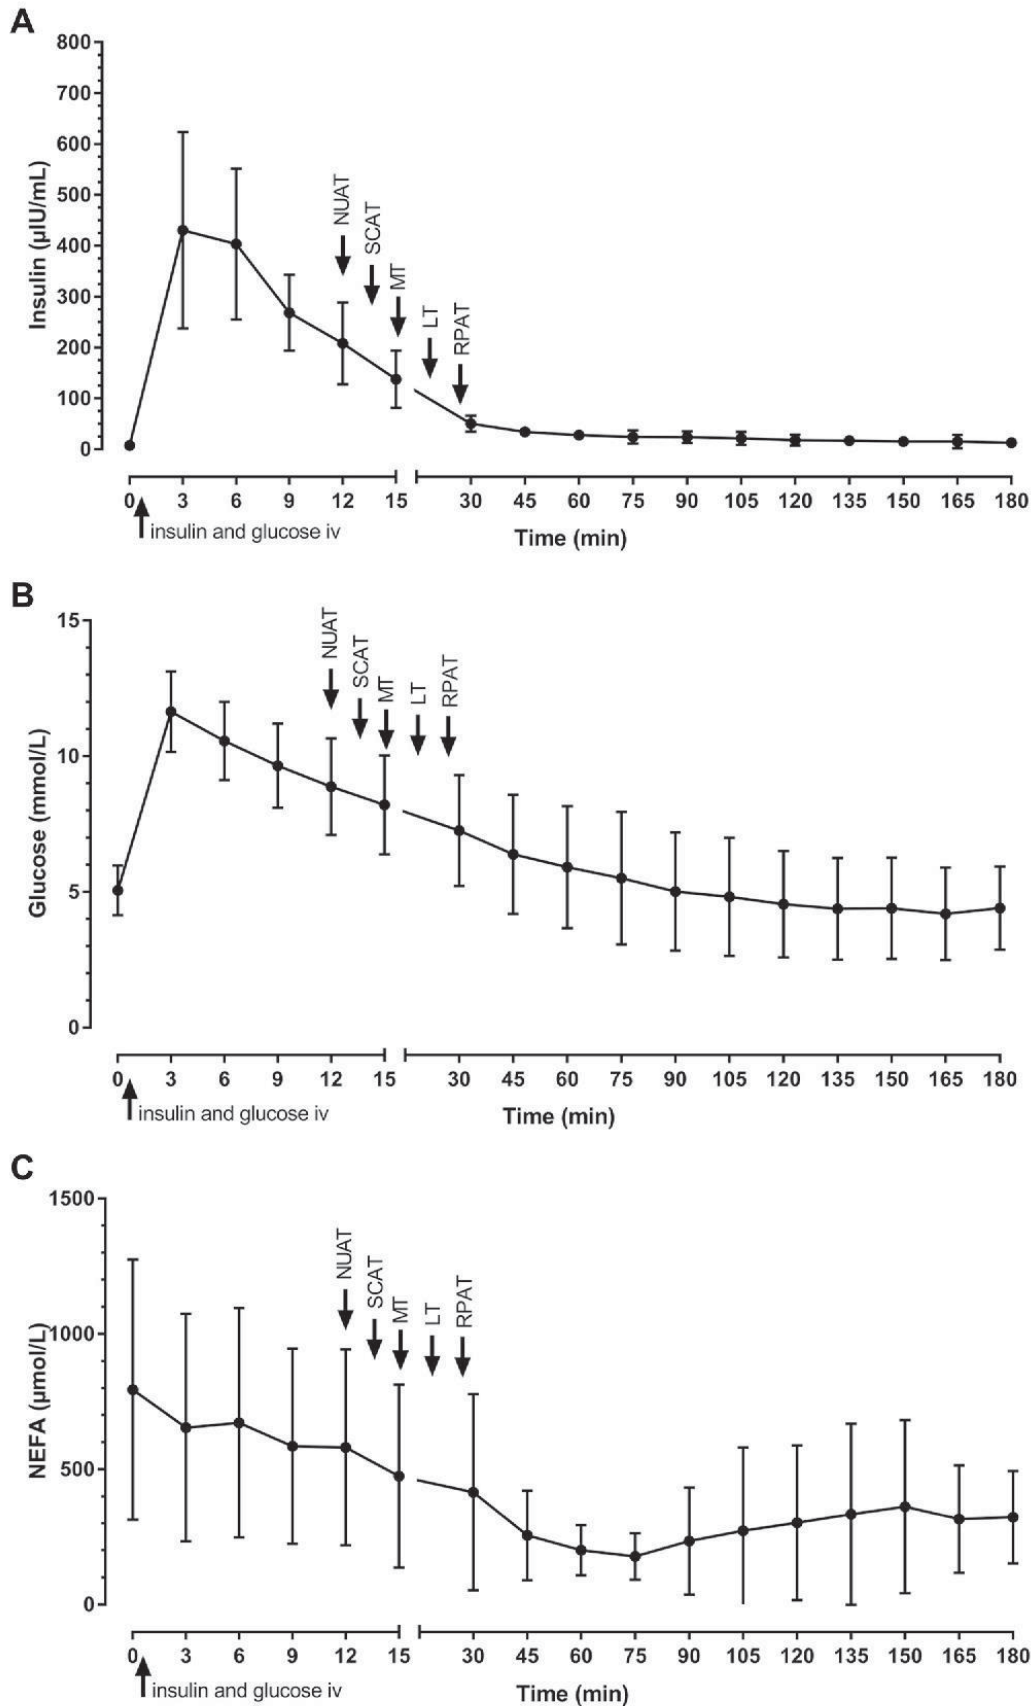 A
800
700
600
500
400
300
200
100
0
Insulin (µIU/mL)
NUAT
SCAT
MT
LT
RPAT
0 3 6 9 12 15 30 45 60 75 90 105 120 135 150 165 180
insulin and glucose iv
Time (min)
B
15
10
5
0
Glucose (mmol/L)
NUAT
SCAT
MT
LT
RPAT
0 3 6 9 12 15 30 45 60 75 90 105 120 135 150 165 180
insulin and glucose iv
Time (min)
C
1500
1000
500
0
NEFA (µmol/L)
NUAT
SCAT
MT
LT
RPAT
0 3 6 9 12 15 30 45 60 75 90 105 120 135 150 165 180
insulin and glucose iv
Time (min)